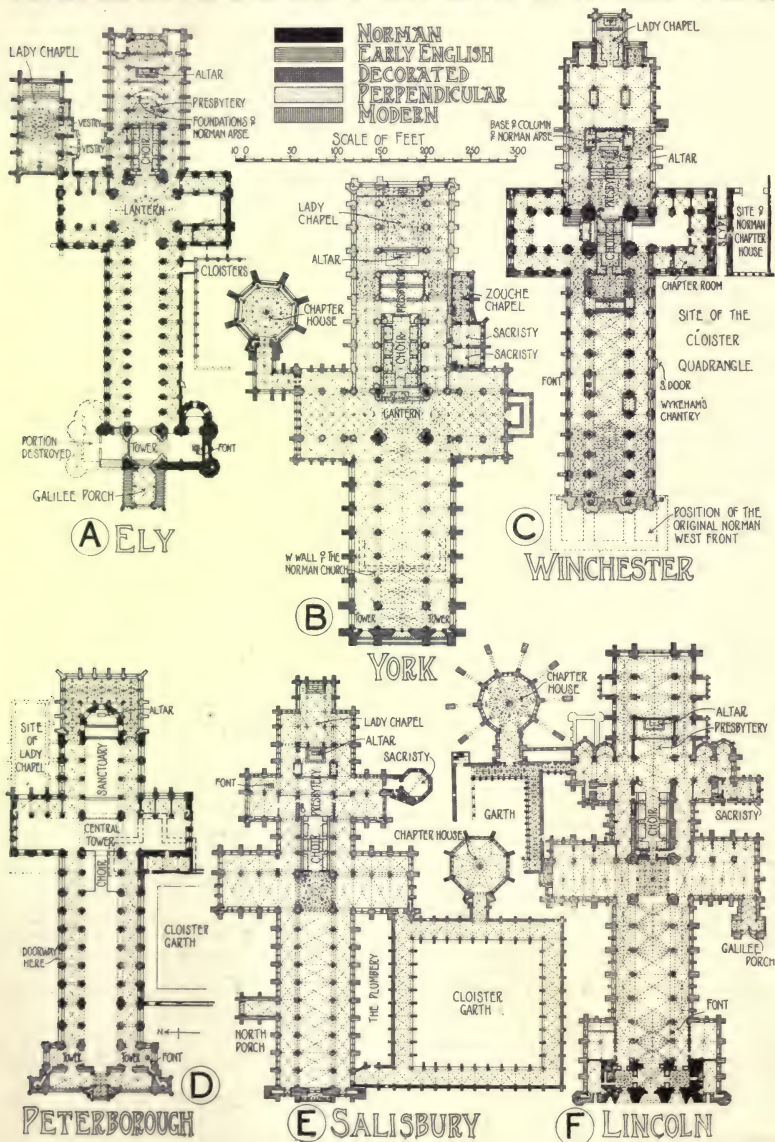 NORMAN
EARLY ENGLISH
DECORATED
PERPENDICULAR
MODERN
SCALE OF FEET
10 0 50 100 150 200 250 300
LADY CHAPEL
ALTAR
PRESBYTERY
FOUNDATIONS OF
NORMAN APSE
VESTRY
VESTRY
CHOIR
LANTERN
CLOISTERS
PORTION
DESTROYED
TOWER
FONT
GALILEE PORCH
A ELY
LADY
CHAPEL
ALTAR
PRESBYTERY
ZOUCHE
CHAPEL
CHAPTER
HOUSE
CHOIR
SACRISTY
SACRISTY
LANTERN
W WALL OF THE
NORMAN CHURCH
TOWER
TOWER
B
YORK
LADY CHAPEL
BASE OF COLUMN
OF NORMAN APSE
ALTAR
PRESBYTERY
CHOIR
SLYPE
SITE OF
NORMAN
CHAPTER
HOUSE
CHAPTER ROOM
SITE OF THE
CLOISTER
QUADRANGLE
FONT
S DOOR
WYKEHAM'S
CHANTRY
POSITION OF THE
ORIGINAL NORMAN
WEST FRONT
C
WINCHESTER
ALTAR
SITE OF
LADY
CHAPEL
SANCTUARY
CENTRAL
TOWER
CHOIR
CLOISTER
GARTH
DOORWAY
HERE
N
TOWER
TOWER
FONT
D
PETERBOROUGH
LADY CHAPEL
ALTAR
SACRISTY
FONT
PRESBYTERY
CHOIR
CHAPTER HOUSE
THE PLUMBERY
CLOISTER
GARTH
NORTH
PORCH
E SALISBURY
CHAPTER
HOUSE
ALTAR
PRESBYTERY
GARTH
SACRISTY
CHOIR
GALILEE
PORCH
FONT
F LINCOLN